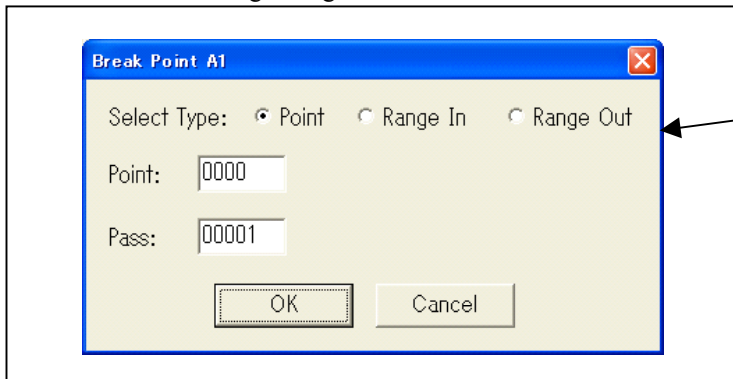 Break Point A1
Select Type: Point Range In Range Out
Point: 0000
Pass: 00001
OK Cancel